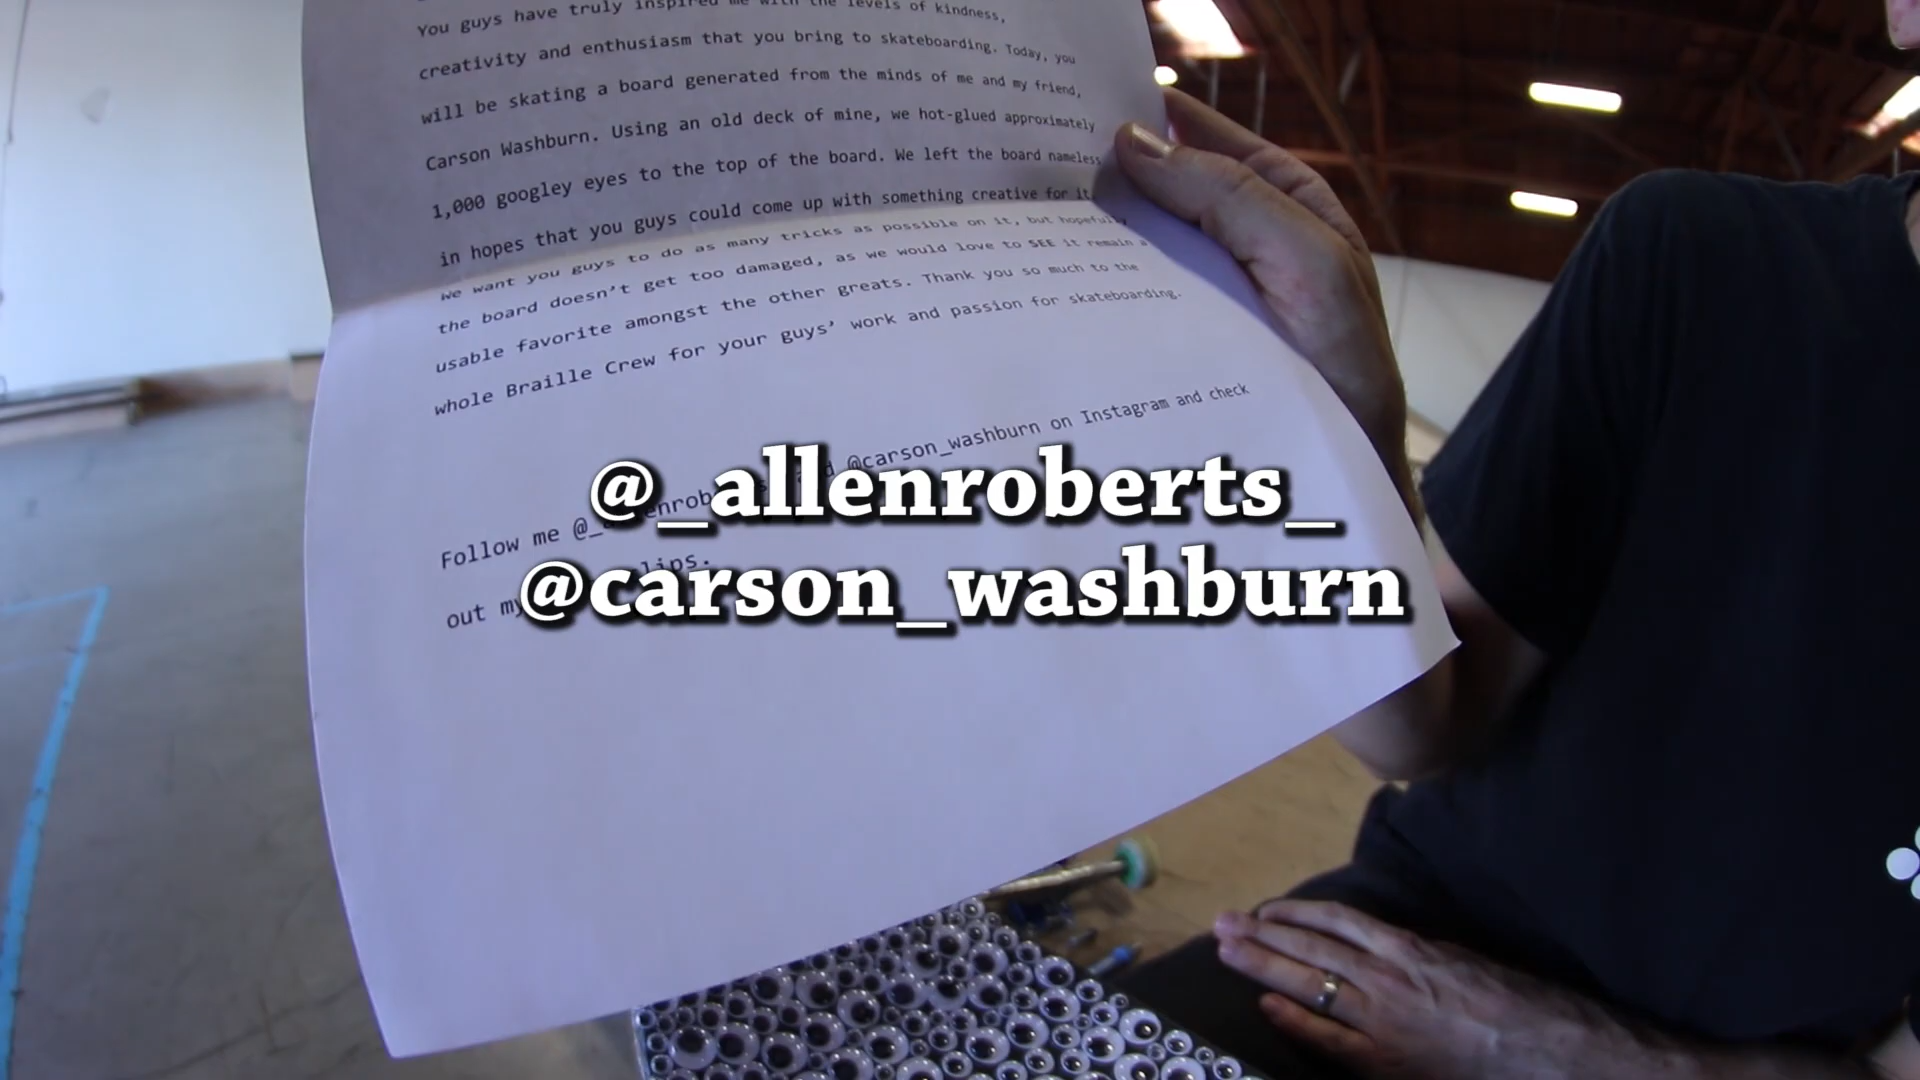 You guys have truly inspired me with the levels of kindness,
creativity and enthusiasm that you bring to skateboarding. Today, you
will be skating a board generated from the minds of me and my friend,
Carson Washburn. Using an old deck of mine, we hot-glued approximately
1,000 googley eyes to the top of the board. We left the board nameless
in hopes that you guys could come up with something creative for it
We want you guys to do as many tricks as possible on it, but hopefully
the board doesn't get too damaged, as we would love to SEE it remain a
usable favorite amongst the other greats. Thank you so much to the
whole Braille Crew for your guys' work and passion for skateboarding.
Follow me @_ @carson_washburn on Instagram and check
out my
@_allenroberts_
@carson_washburn